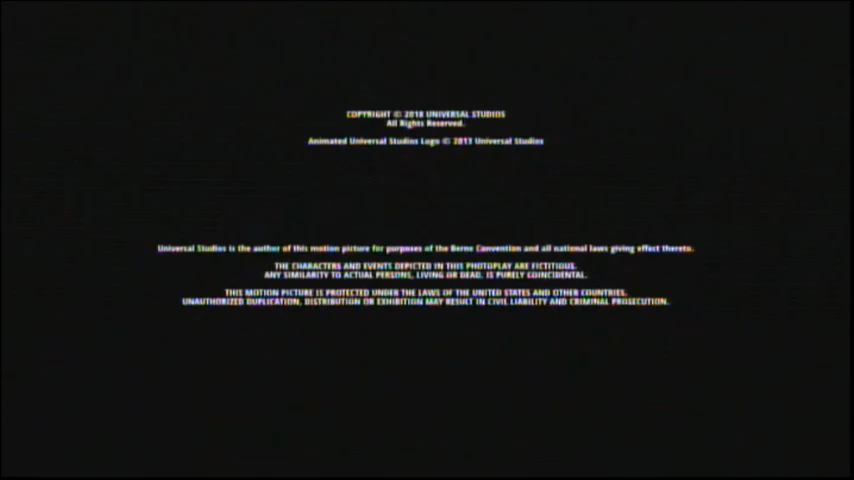 COPYRIGHT © 2018 UNIVERSAL STUDIOS
All Rights Reserved.
Animated Universal Studios Logo © 2013 Universal Studios
Universal Studios is the author of this motion picture for purposes of the Berne Convention and all national laws giving effect thereto.
THE CHARACTERS AND EVENTS DEPICTED IN THIS PHOTOPLAY ARE FICTITIOUS.
ANY SIMILARITY TO ACTUAL PERSONS, LIVING OR DEAD, IS PURELY COINCIDENTAL.
THIS MOTION PICTURE IS PROTECTED UNDER THE LAWS OF THE UNITED STATES AND OTHER COUNTRIES.
UNAUTHORIZED DUPLICATION, DISTRIBUTION OR EXHIBITION MAY RESULT IN CIVIL LIABILITY AND CRIMINAL PROSECUTION.